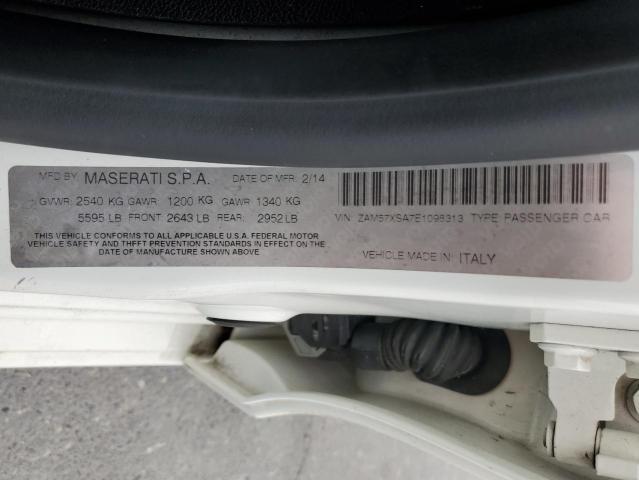 MFD BY: MASERATI S.P.A. DATE OF MFR: 2/14
GVWR: 2540 KG GAWR: 1200 KG GAWR: 1340 KG
5595 LB FRONT: 2643 LB REAR: 2952 LB
THIS VEHICLE CONFORMS TO ALL APPLICABLE U.S.A. FEDERAL MOTOR
VEHICLE SAFETY AND THEFT PREVENTION STANDARDS IN EFFECT ON THE
DATE OF MANUFACTURE SHOWN ABOVE
VIN: ZAM57XSA7E1098313 TYPE: PASSENGER CAR
VEHICLE MADE IN: ITALY